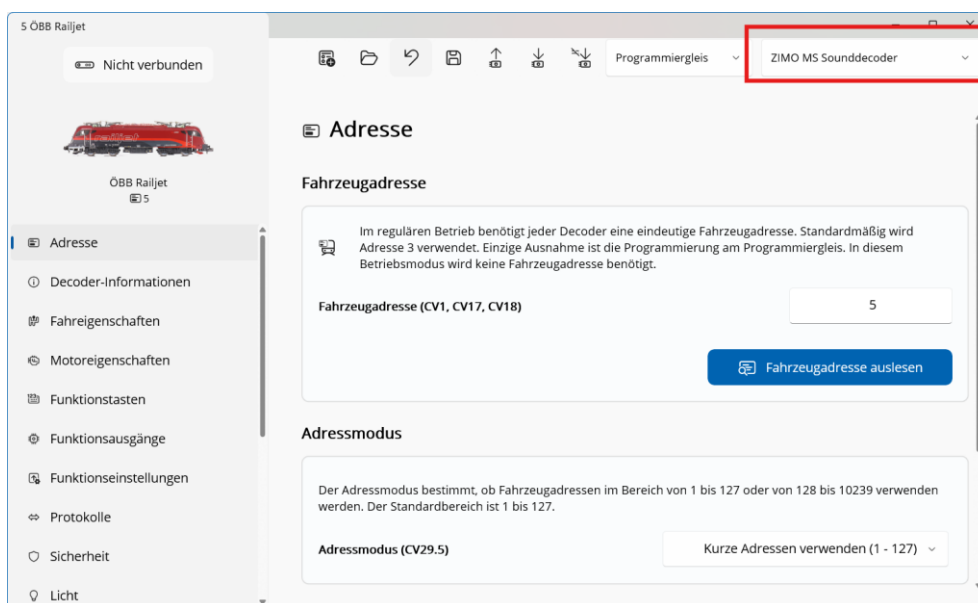 5 ÖBB Railjet
Nicht verbunden
Programmiergleis
ZIMO MS Sounddecoder
railjet
ÖBB Railjet
5
Adresse
Decoder-Informationen
Fahreigenschaften
Motoreigenschaften
Funktionstasten
Funktionsausgänge
Funktionseinstellungen
Protokolle
Sicherheit
Licht
Adresse
Fahrzeugadresse
Im regulären Betrieb benötigt jeder Decoder eine eindeutige Fahrzeugadresse. Standardmäßig wird
Adresse 3 verwendet. Einzige Ausnahme ist die Programmierung am Programmiergleis. In diesem
Betriebsmodus wird keine Fahrzeugadresse benötigt.
Fahrzeugadresse (CV1, CV17, CV18)
5
Fahrzeugadresse auslesen
Adressmodus
Der Adressmodus bestimmt, ob Fahrzeugadressen im Bereich von 1 bis 127 oder von 128 bis 10239 verwenden
werden. Der Standardbereich ist 1 bis 127.
Adressmodus (CV29.5)
Kurze Adressen verwenden (1 - 127)